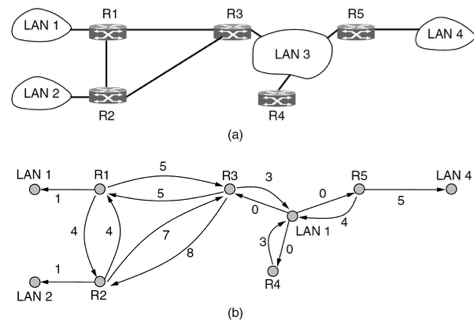 LAN 1 R1 R3 R5 LAN 4
LAN 3
LAN 2 R2 R4
(a)
LAN 1 R1 5 R3 3 R5 LAN 4
1 5 0 0 5
4 4 7 8 LAN 1 4
3 0
1
LAN 2 R2 R4
(b)